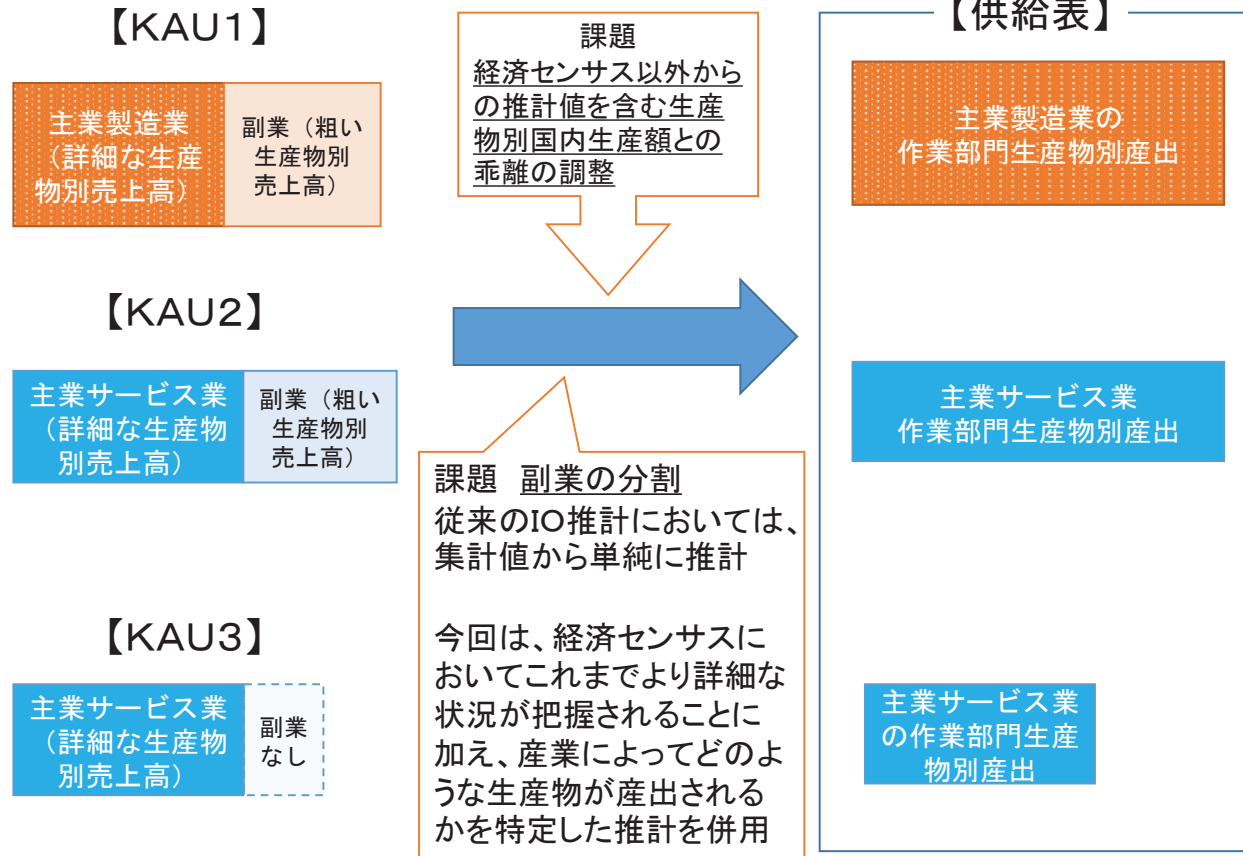 【KAU1】
主業製造業
（詳細な生産
物別売上高）
副業（粗い
生産物別
売上高）
課題
経済センサス以外から
の推計値を含む生産
物別国内生産額との
乖離の調整
【供給表】
主業製造業の
作業部門生産物別産出
【KAU2】
主業サービス業
（詳細な生産物
別売上高）
副業（粗い
生産物別
売上高）
主業サービス業
作業部門生産物別産出
課題　副業の分割
従来のIO推計においては、
集計値から単純に推計
今回は、経済センサスに
おいてこれまでより詳細な
状況が把握されることに
加え、産業によってどのよ
うな生産物が産出される
かを特定した推計を併用
【KAU3】
主業サービス業
（詳細な生産物
別売上高）
副業
なし
主業サービス業
の作業部門生産
物別産出